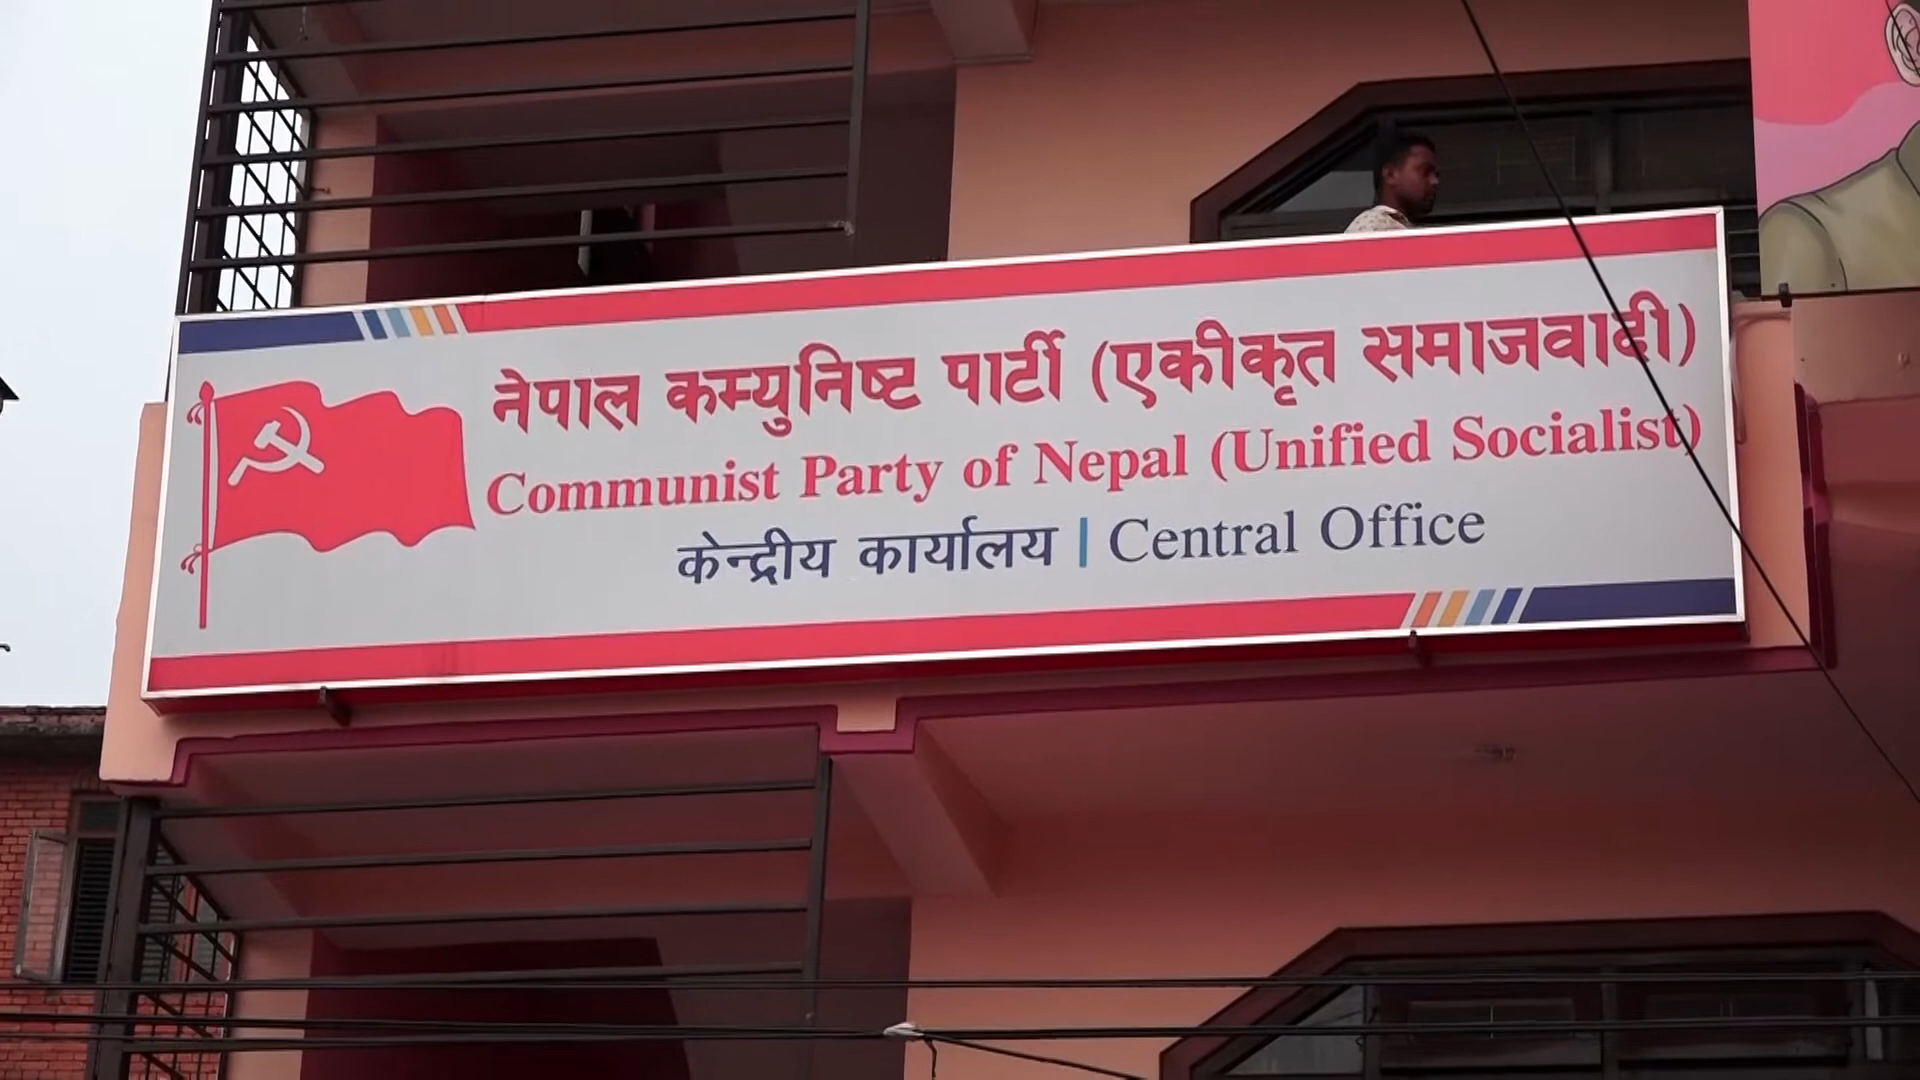 नेपाल कम्युनिष्ट पार्टी (एकीकृत समाजवादी)
Communist Party of Nepal (Unified Socialist)
केन्द्रीय कार्यालय | Central Office